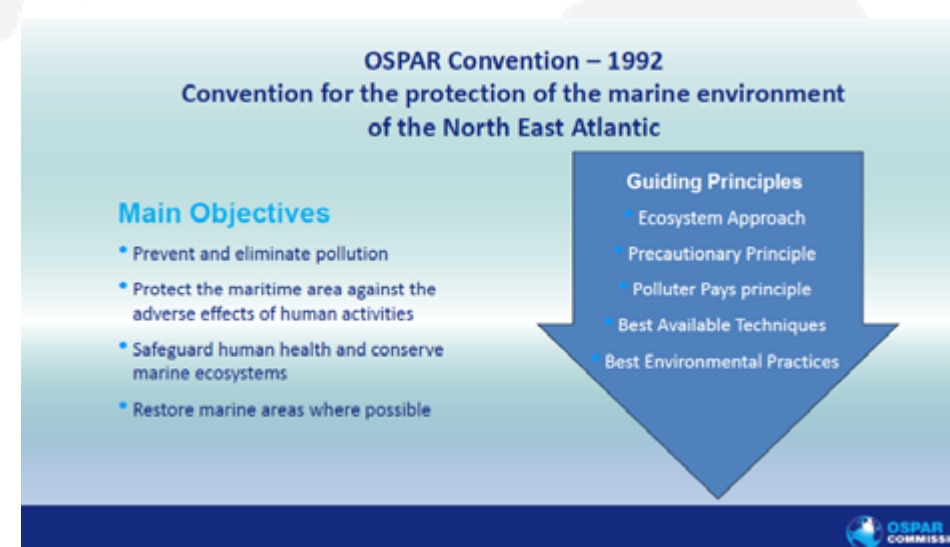 OSPAR Convention – 1992
Convention for the protection of the marine environment
of the North East Atlantic
Main Objectives
• Prevent and eliminate pollution
• Protect the maritime area against the
adverse effects of human activities
• Safeguard human health and conserve
marine ecosystems
• Restore marine areas where possible
Guiding Principles
• Ecosystem Approach
• Precautionary Principle
• Polluter Pays principle
• Best Available Techniques
• Best Environmental Practices
OSPAR